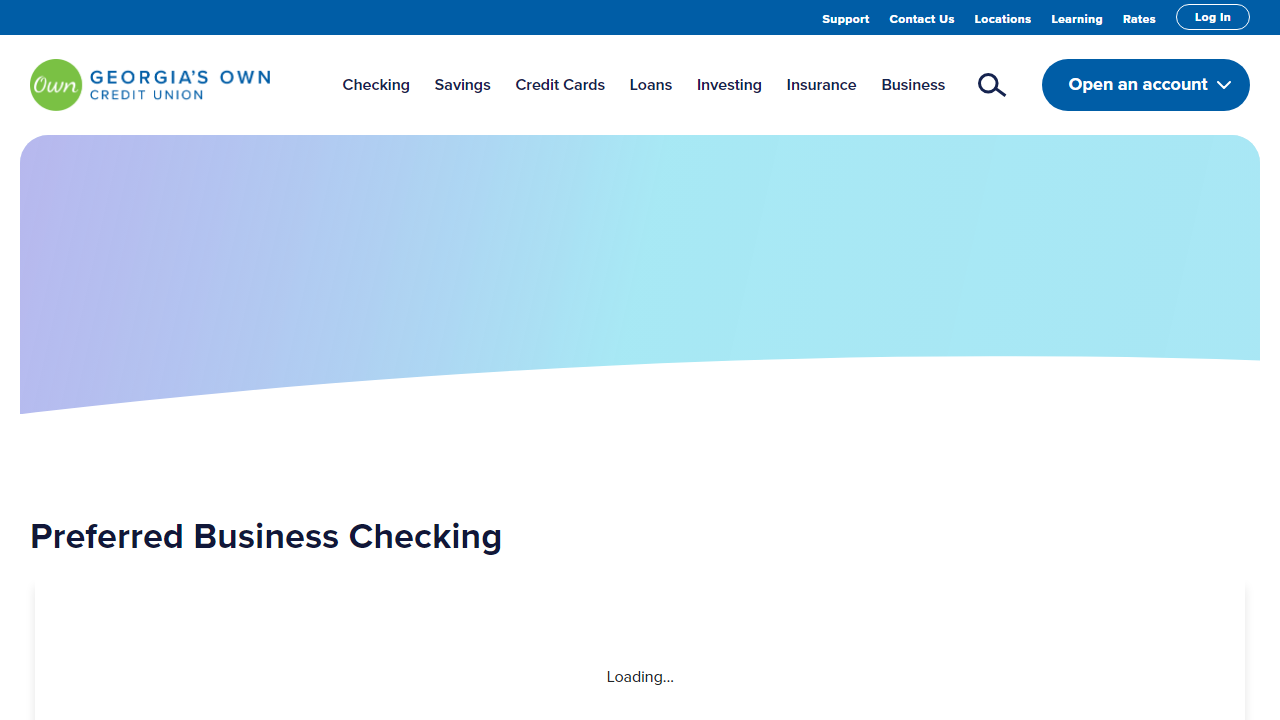 Support Contact Us Locations Learning Rates Log In
Own GEORGIA'S OWN
CREDIT UNION
Checking Savings Credit Cards Loans Investing Insurance Business Open an account
Preferred Business Checking
Loading...